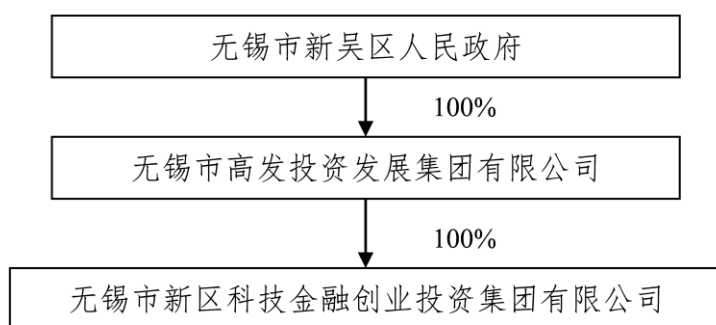 无锡市新吴区人民政府
100%
无锡市高发投资发展集团有限公司
100%
无锡市新区科技金融创业投资集团有限公司